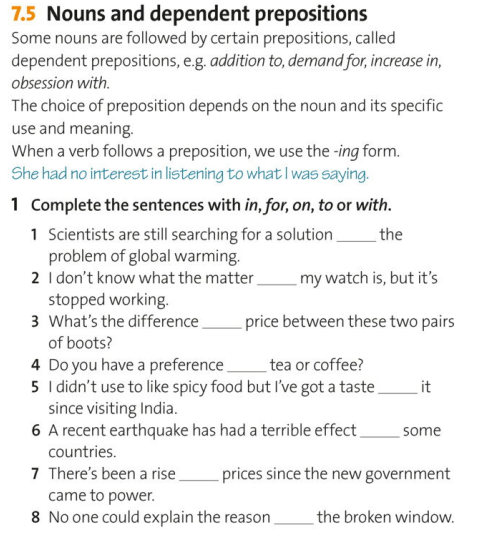 7.5 Nouns and dependent prepositions
Some nouns are followed by certain prepositions, called
dependent prepositions, e.g. addition to, demand for, increase in,
obsession with.
The choice of preposition depends on the noun and its specific
use and meaning.
When a verb follows a preposition, we use the -ing form.
She had no interest in listening to what I was saying.
1 Complete the sentences with in, for, on, to or with.
1 Scientists are still searching for a solution _____ the
problem of global warming.
2 I don't know what the matter _____ my watch is, but it's
stopped working.
3 What's the difference _____ price between these two pairs
of boots?
4 Do you have a preference _____ tea or coffee?
5 I didn't use to like spicy food but I've got a taste _____ it
since visiting India.
6 A recent earthquake has had a terrible effect _____ some
countries.
7 There's been a rise _____ prices since the new government
came to power.
8 No one could explain the reason _____ the broken window.